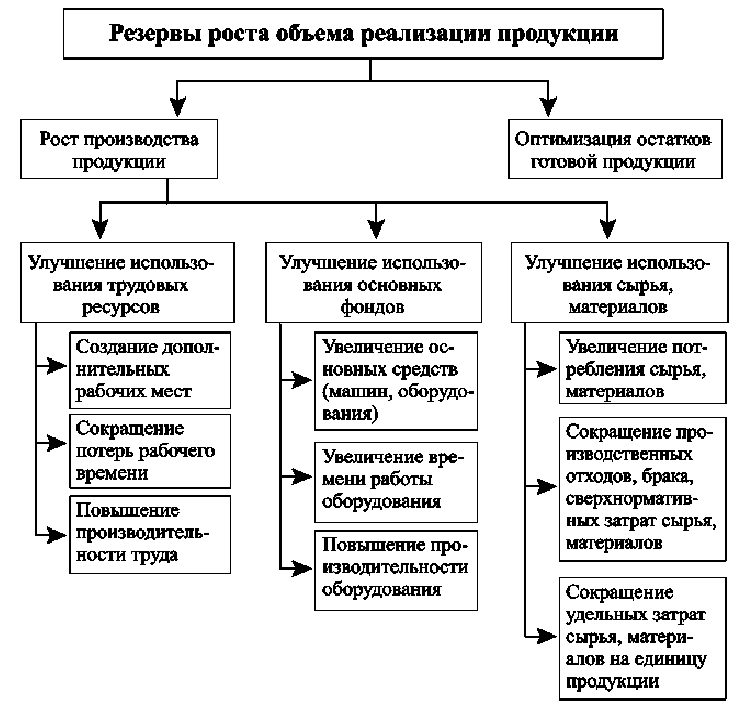 Резервы роста объема реализации продукции
Рост производства
продукции
Оптимизация остатков
готовой продукции
Улучшение использо-
вания трудовых
ресурсов
Создание допол-
нительных
рабочих мест
Сокращение
потерь рабочего
времени
Повышение
производитель-
ности труда
Улучшение использо-
вания основных
фондов
Увеличение ос-
новных средств
(машин, оборудо-
вания)
Увеличение вре-
мени работы
оборудования
Повышение про-
изводительности
оборудования
Улучшение использо-
вания сырья,
материалов
Увеличение пот-
ребления сырья,
материалов
Сокращение про-
изводственных
отходов, брака,
сверхнорматив-
ных затрат сырья,
материалов
Сокращение
удельных затрат
сырья, матери-
алов на единицу
продукции